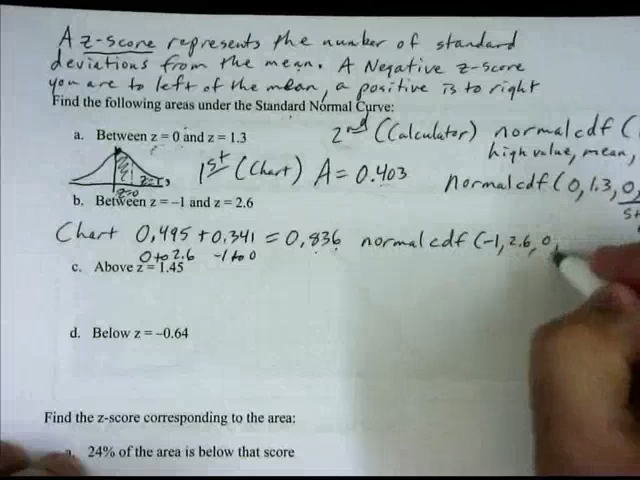 A z-score represents the number of standard
deviations from the mean. A Negative z-score
you are to left of the mean, a positive is to right
Find the following areas under the Standard Normal Curve:
a. Between z = 0 and z = 1.3
2nd (Calculator) normalcdf (
high value, mean,
1st (Chart) A = 0.403
normalcdf (0, 1.3, 0,
z=0
b. Between z = −1 and z = 2.6
Chart 0,495 + 0.341 = 0,836 normalcdf (-1, 2.6, 0,
0 to 2.6 -1 to 0
c. Above z = 1.45
d. Below z = −0.64
Find the z-score corresponding to the area:
a. 24% of the area is below that score